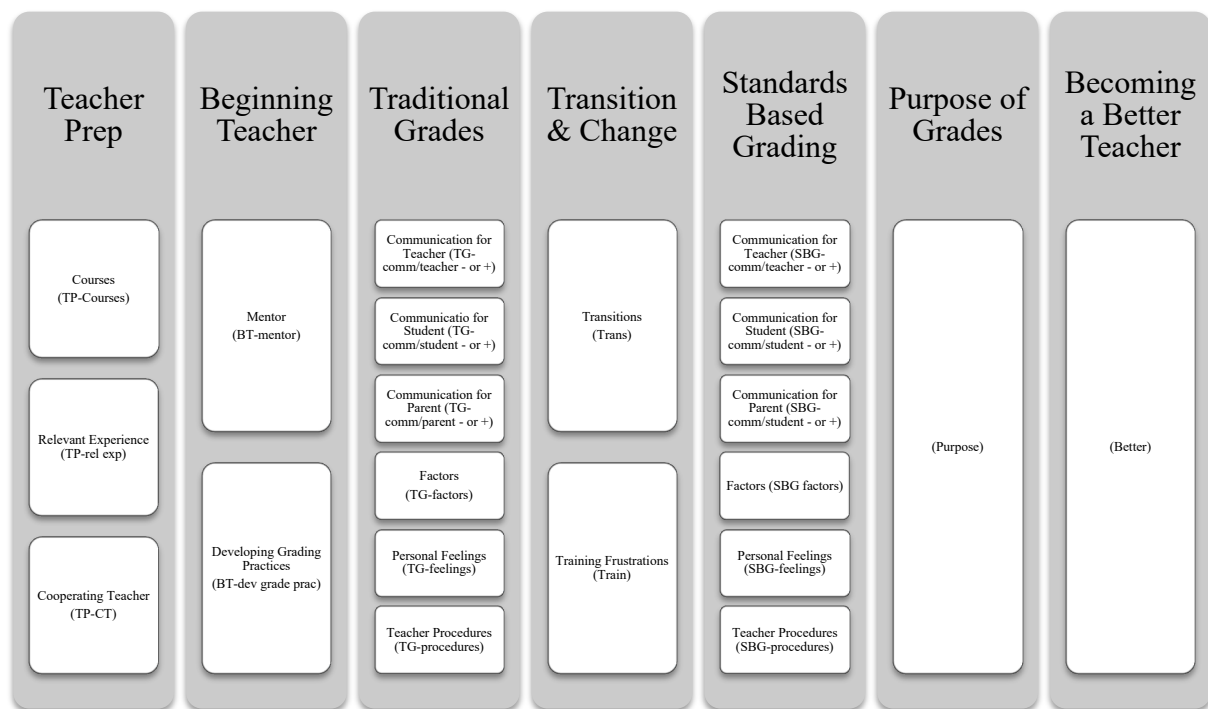 Teacher
Prep
Courses
(TP-Courses)
Relevant Experience
(TP-rel exp)
Cooperating Teacher
(TP-CT)
Beginning
Teacher
Mentor
(BT-mentor)
Developing Grading
Practices
(BT-dev grade prac)
Traditional
Grades
Communication for
Teacher (TG-
comm/teacher - or +)
Communicatio for
Student (TG-
comm/student - or +)
Communication for
Parent (TG-
comm/parent - or +)
Factors
(TG-factors)
Personal Feelings
(TG-feelings)
Teacher Procedures
(TG-procedures)
Transition
& Change
Transitions
(Trans)
Training Frustrations
(Train)
Standards
Based
Grading
Communication for
Teacher (SBG-
comm/teacher - or +)
Communication for
Student (SBG-
comm/student - or +)
Communication for
Parent (SBG-
comm/student - or +)
Factors (SBG factors)
Personal Feelings
(SBG-feelings)
Teacher Procedures
(SBG-procedures)
Purpose of
Grades
(Purpose)
Becoming
a Better
Teacher
(Better)